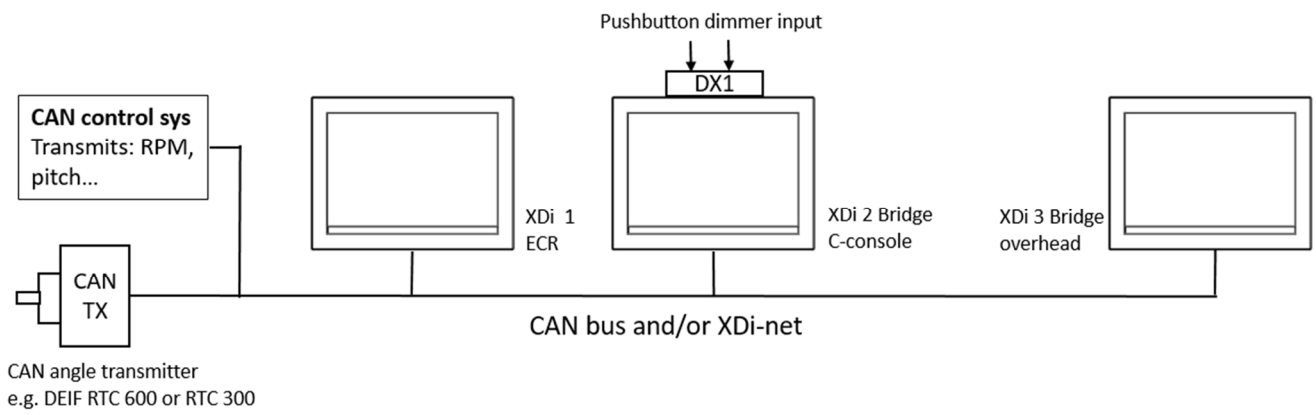 Pushbutton dimmer input
DX1
CAN control sys
Transmits: RPM,
pitch...
XDi 1
ECR
XDi 2 Bridge
C-console
XDi 3 Bridge
overhead
CAN
TX
CAN bus and/or XDi-net
CAN angle transmitter
e.g. DEIF RTC 600 or RTC 300